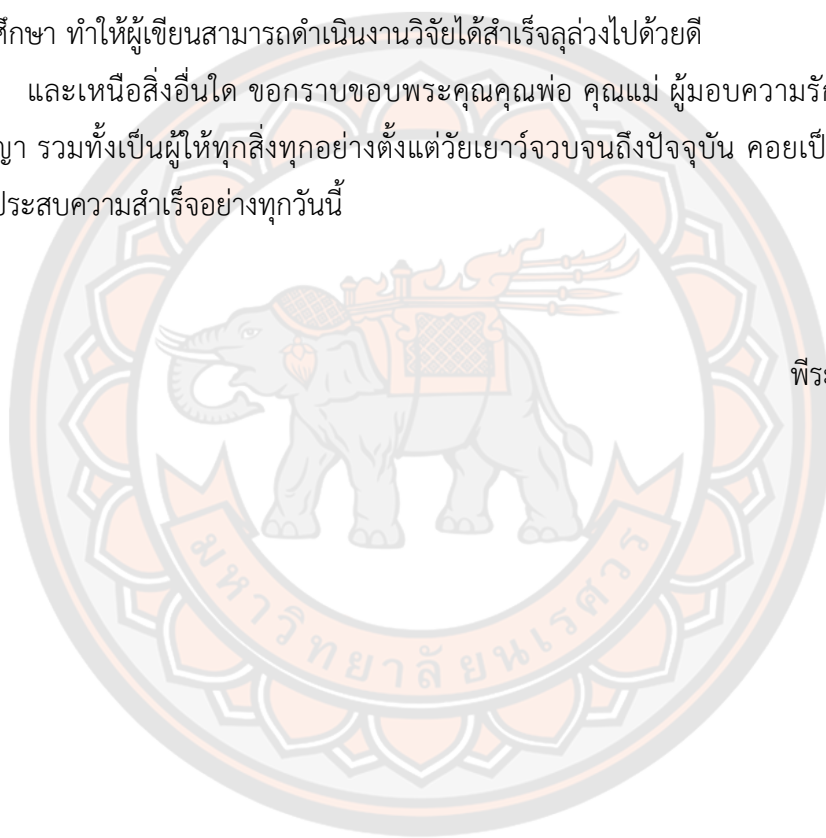 ศึกษา ทำให้ผู้เขียนสามารถดำเนินงานวิจัยได้สำเร็จลุล่วงไปด้วยดี
และเหนือสิ่งอื่นใด ขอกราบขอบพระคุณคุณพ่อ คุณแม่ ผู้มอบความรัก
ญา รวมทั้งเป็นผู้ให้ทุกสิ่งทุกอย่างตั้งแต่วัยเยาว์จวบจนถึงปัจจุบัน คอยเป็
ประสบความสำเร็จอย่างทุกวันนี้
พีระ
มหาวิทยาลัยนเรศวร